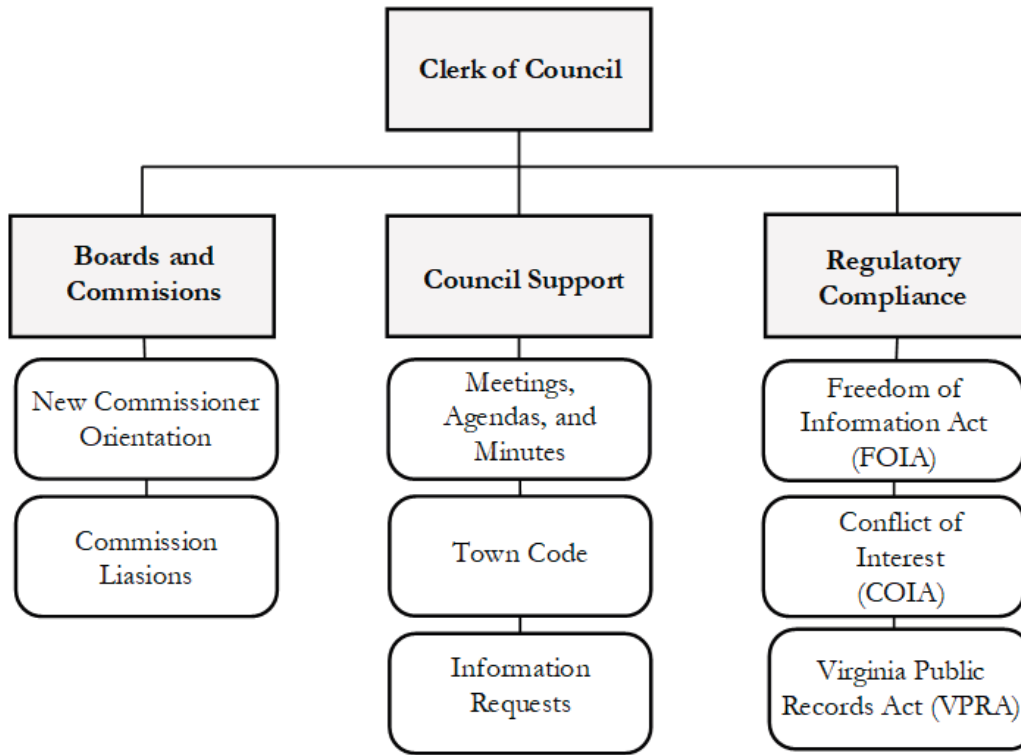 Clerk of Council
Boards and
Commisions
New Commissioner
Orientation
Commission
Liasions
Council Support
Meetings,
Agendas, and
Minutes
Town Code
Information
Requests
Regulatory
Compliance
Freedom of
Information Act
(FOIA)
Conflict of
Interest
(COIA)
Virginia Public
Records Act (VPRA)